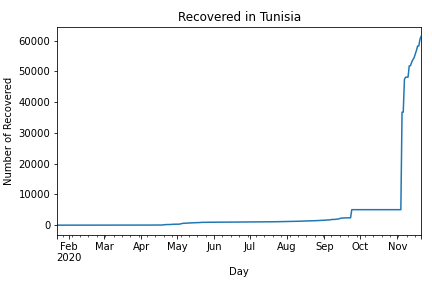 Recovered in Tunisia
Number of Recovered
60000
50000
40000
30000
20000
10000
0
Feb Mar Apr May Jun Jul Aug Sep Oct Nov
2020
Day